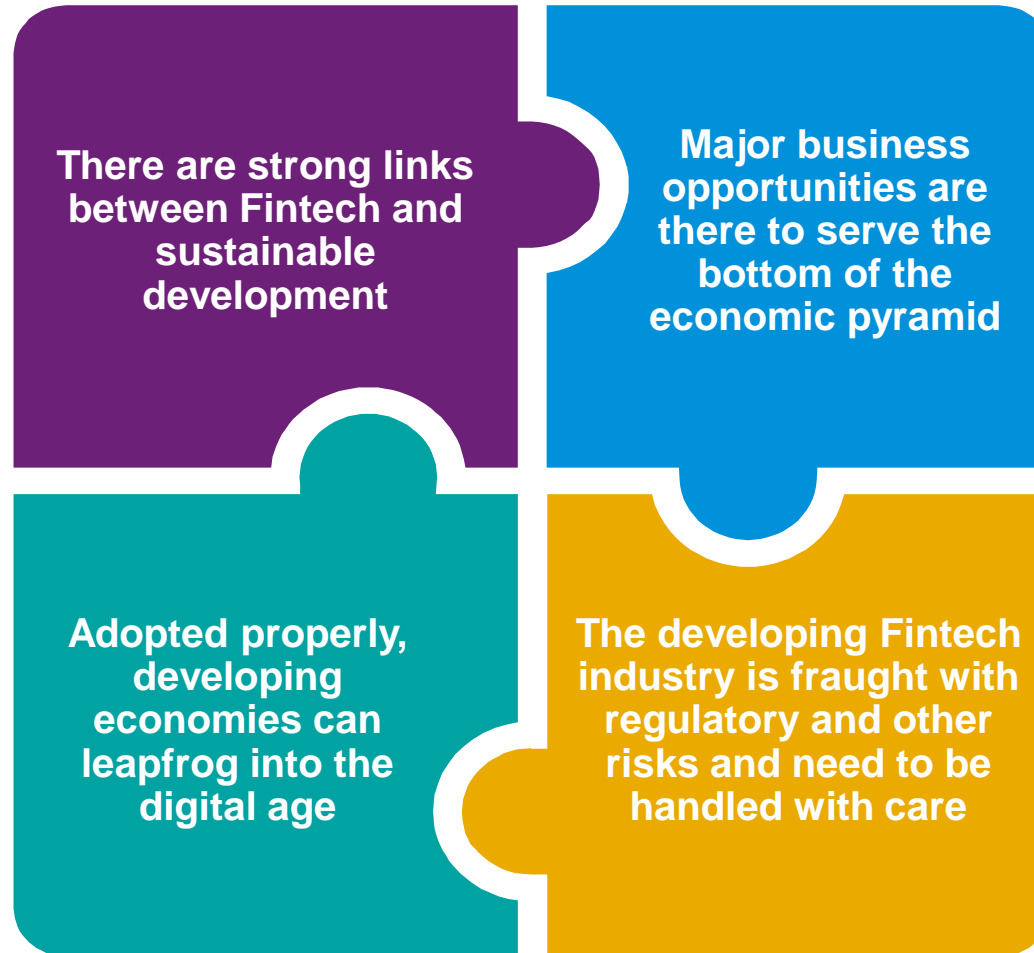 There are strong links
between Fintech and
sustainable
development
Major business
opportunities are
there to serve the
bottom of the
economic pyramid
Adopted properly,
developing
economies can
leapfrog into the
digital age
The developing Fintech
industry is fraught with
regulatory and other
risks and need to be
handled with care